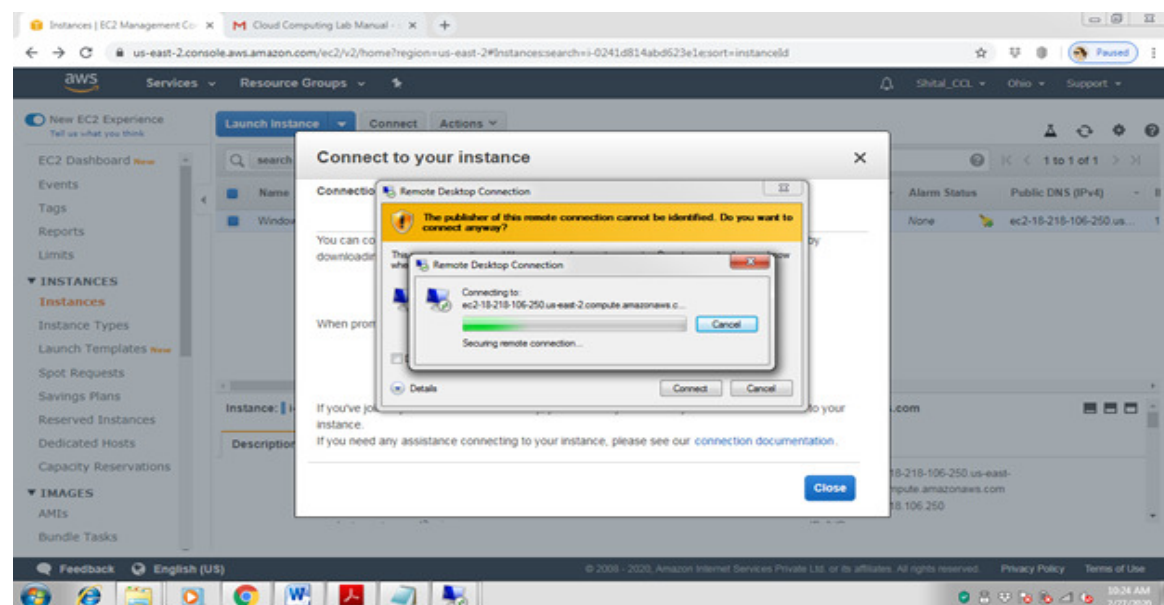 Instances | EC2 Management Co
Cloud Computing Lab Manual -
us-east-2.console.aws.amazon.com/ec2/v2/home?region=us-east-2#Instances:search=i-0241d814abd623e1e;sort=instanceId
Paused
aws
Services
Resource Groups
Shital_CCL
Ohio
Support
New EC2 Experience
Tell us what you think
EC2 Dashboard New
Events
Tags
Reports
Limits
INSTANCES
Instances
Instance Types
Launch Templates New
Spot Requests
Savings Plans
Reserved Instances
Dedicated Hosts
Capacity Reservations
IMAGES
AMIs
Bundle Tasks
Launch Instance
Connect
Actions
search
1 to 1 of 1
Name
Alarm Status
Public DNS (IPv4)
Window
None
ec2-18-218-106-250.us...
Connect to your instance
Connectio
You can co
by
downloadin
When prom
If you've jo
to your
instance.
If you need any assistance connecting to your instance, please see our connection documentation.
Close
Remote Desktop Connection
The publisher of this remote connection cannot be identified. Do you want to
connect anyway?
Remote Desktop Connection
Connecting to:
ec2-18-218-106-250.us-east-2.compute.amazonaws.c...
Cancel
Securing remote connection...
Details
Connect
Cancel
Instance:
.com
Description
18-218-106-250.us-east-
mpute.amazonaws.com
18.106.250
Feedback
English (US)
© 2008 - 2020, Amazon Internet Services Private Ltd. or its affiliates. All rights reserved.
Privacy Policy
Terms of Use
10:24 AM